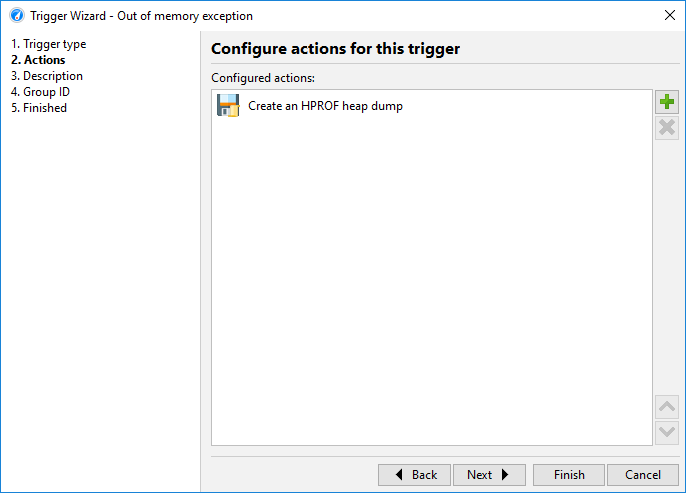 Trigger Wizard - Out of memory exception
1. Trigger type
2. Actions
3. Description
4. Group ID
5. Finished
Configure actions for this trigger
Configured actions:
Create an HPROF heap dump
Back Next Finish Cancel